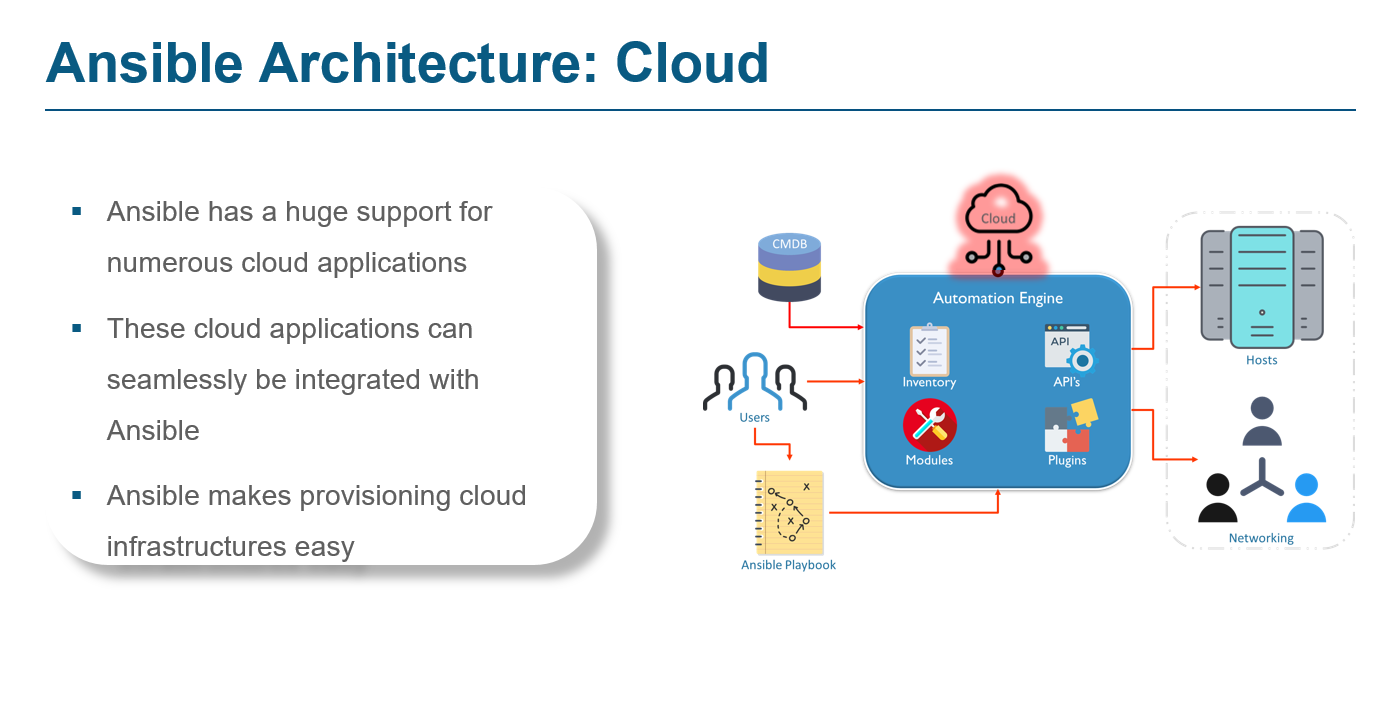 Ansible Architecture: Cloud
▪ Ansible has a huge support for
numerous cloud applications
▪ These cloud applications can
seamlessly be integrated with
Ansible
▪ Ansible makes provisioning cloud
infrastructures easy
Cloud
CMDB
Automation Engine
API
Inventory
API's
Modules
Plugins
Users
Ansible Playbook
Hosts
Networking